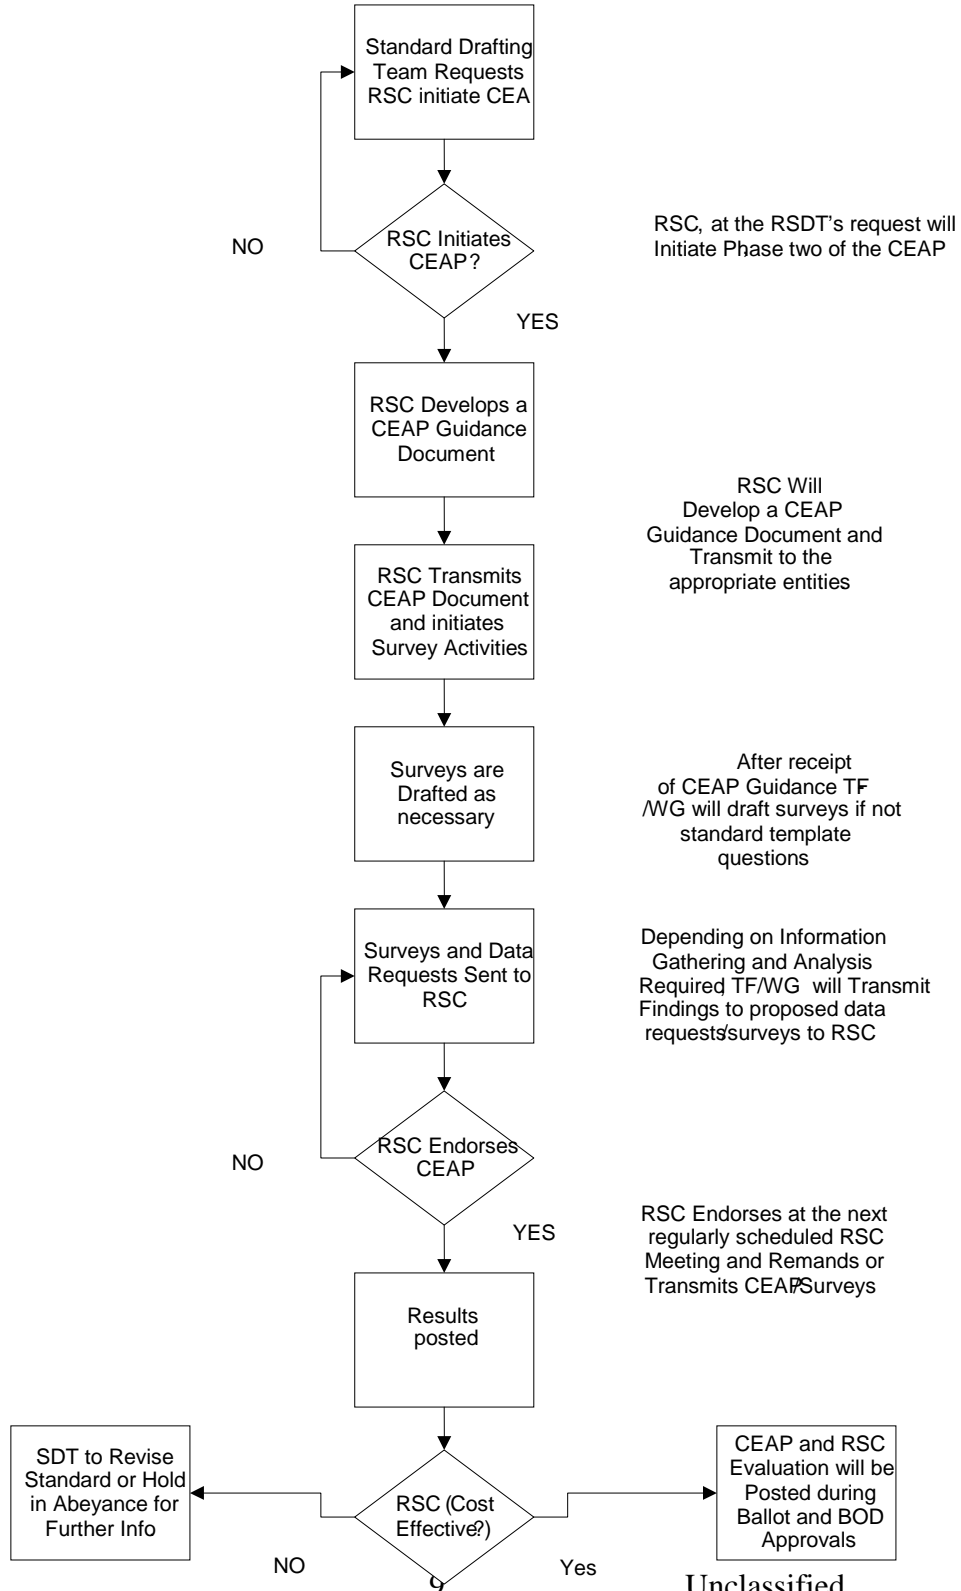 Standard Drafting
Team Requests
RSC initiate CEA
RSC Initiates
CEAP?
NO
RSC, at the RSDT's request will
Initiate Phase two of the CEAP
YES
RSC Develops a
CEAP Guidance
Document
RSC Will
Develop a CEAP
Guidance Document and
Transmit to the
appropriate entities
RSC Transmits
CEAP Document
and initiates
Survey Activities
Surveys are
Drafted as
necessary
After receipt
of CEAP Guidance TF
/WG will draft surveys if not
standard template
questions
Surveys and Data
Requests Sent to
RSC
Depending on Information
Gathering and Analysis
Required, TF/WG will Transmit
Findings to proposed data
requests/surveys to RSC
RSC Endorses
CEAP
NO
YES
RSC Endorses at the next
regularly scheduled RSC
Meeting and Remands or
Transmits CEAP/Surveys
Results
posted
SDT to Revise
Standard or Hold
in Abeyance for
Further Info
RSC (Cost
Effective?)
CEAP and RSC
Evaluation will be
Posted during
Ballot and BOD
Approvals
NO
Yes
9
Unclassified